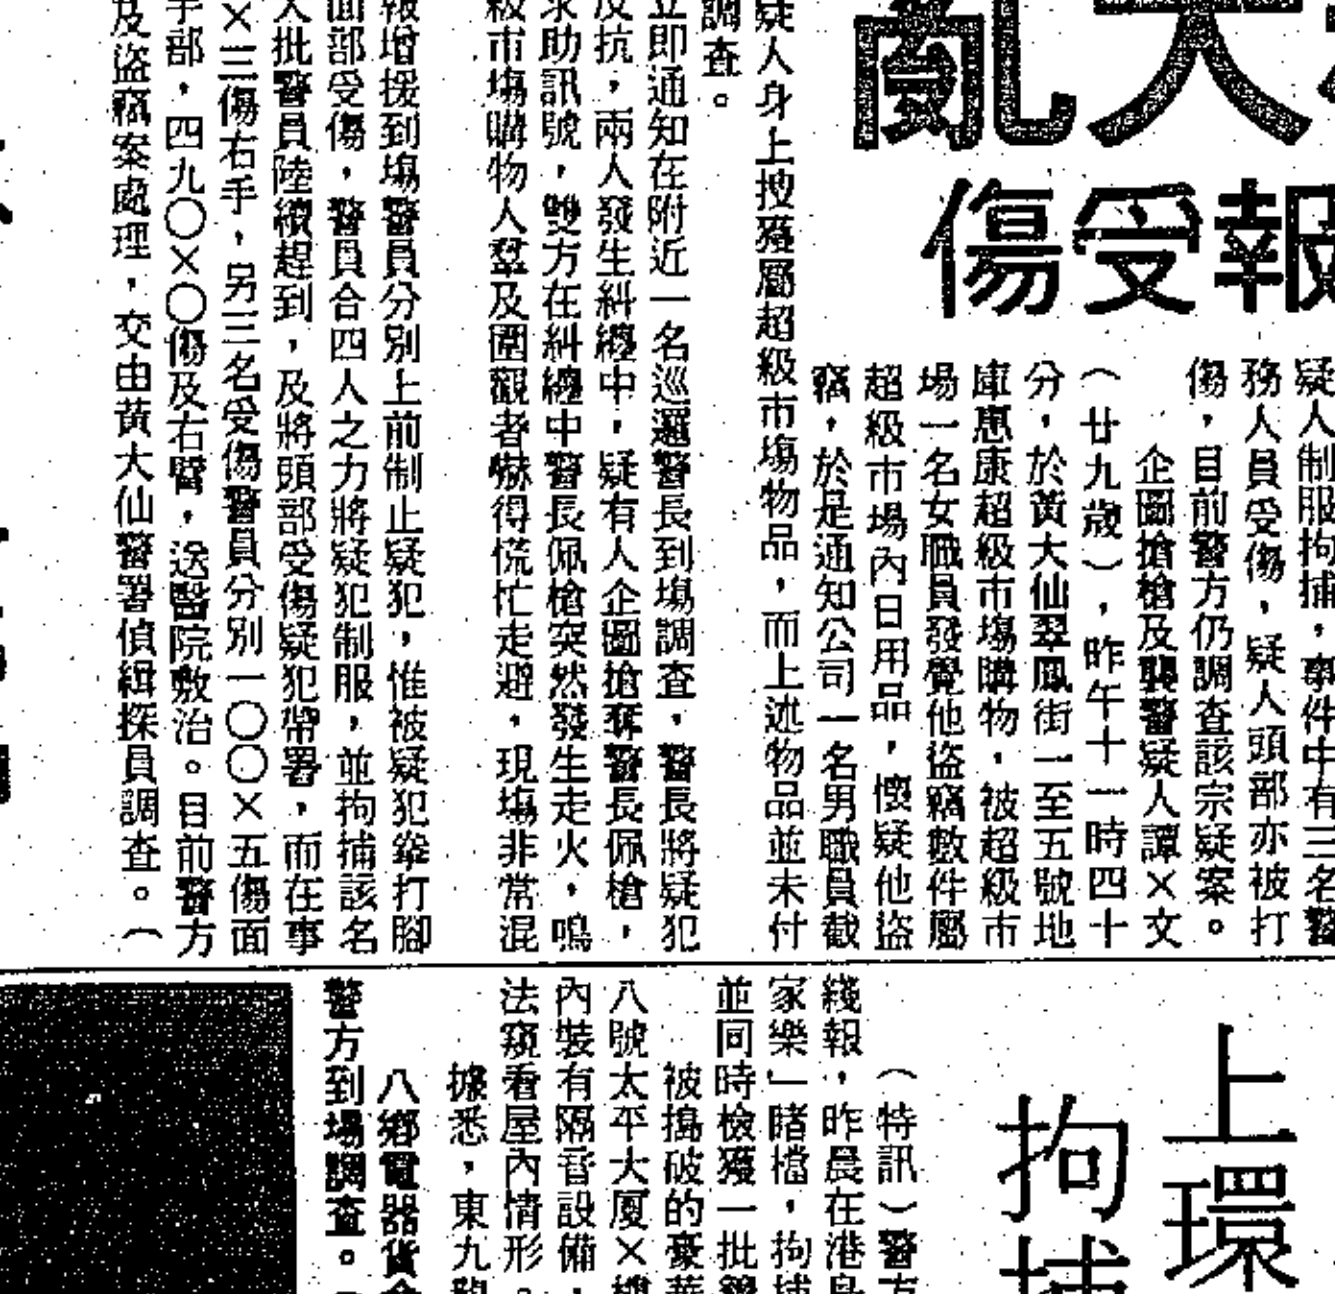 亂大
傷受報
疑人制服拘捕，事件中有三名警
務人員受傷，疑人頭部亦被打
傷，目前警方仍調查該宗疑案。
企圖搶槍及襲警疑人譚×文
（廿九歲），昨午十一時四十
分，於黃大仙翠鳳街一至五號地
庫惠康超級市場購物，被超級市
場一名女職員發覺他盜竊數件屬
超級市場內日用品，懷疑他盜
竊，於是通知公司一名男職員截
疑人身上搜獲屬超級市場物品，而上述物品並未付
調查。
立即通知在附近一名巡邏警長到場調查，警長將疑犯
反抗，兩人發生糾纏中，疑有人企圖搶奪警長佩槍，
求助訊號，雙方在糾纏中警長佩槍突然發生走火，鳴
級市場購物人羣及圍觀者嚇得慌忙走避，現場非常混
報增援到場警員分別上前制止疑犯，惟被疑犯拳打腳
面部受傷，警員合四人之力將疑犯制服，並拘捕該名
大批警員陸續趕到，及將頭部受傷疑犯帶署，而在事
×三傷右手，另三名受傷警員分別一〇〇×五傷面
手部，四九〇×〇傷及右臂，送醫院敷治。目前警方
及盜竊案處理，交由黃大仙警署偵緝探員調查。（
上環
拘捕
（特訊）警方
綫報，昨晨在港島
家樂」賭檔，拘捕
並同時檢獲一批
被搗破的豪華
八號太平大廈×樓
內裝有隔音設備，
法窺看屋內情形。
據悉，東九
八鄉電器貨倉
警方到場調查。